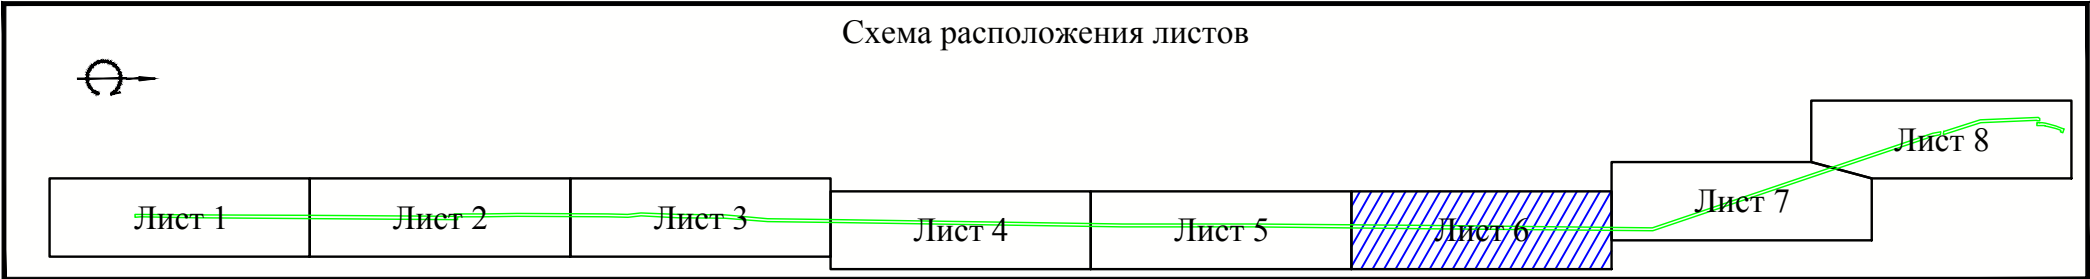 Схема расположения листов
Лист 1
Лист 2
Лист 3
Лист 4
Лист 5
Лист 6
Лист 7
Лист 8